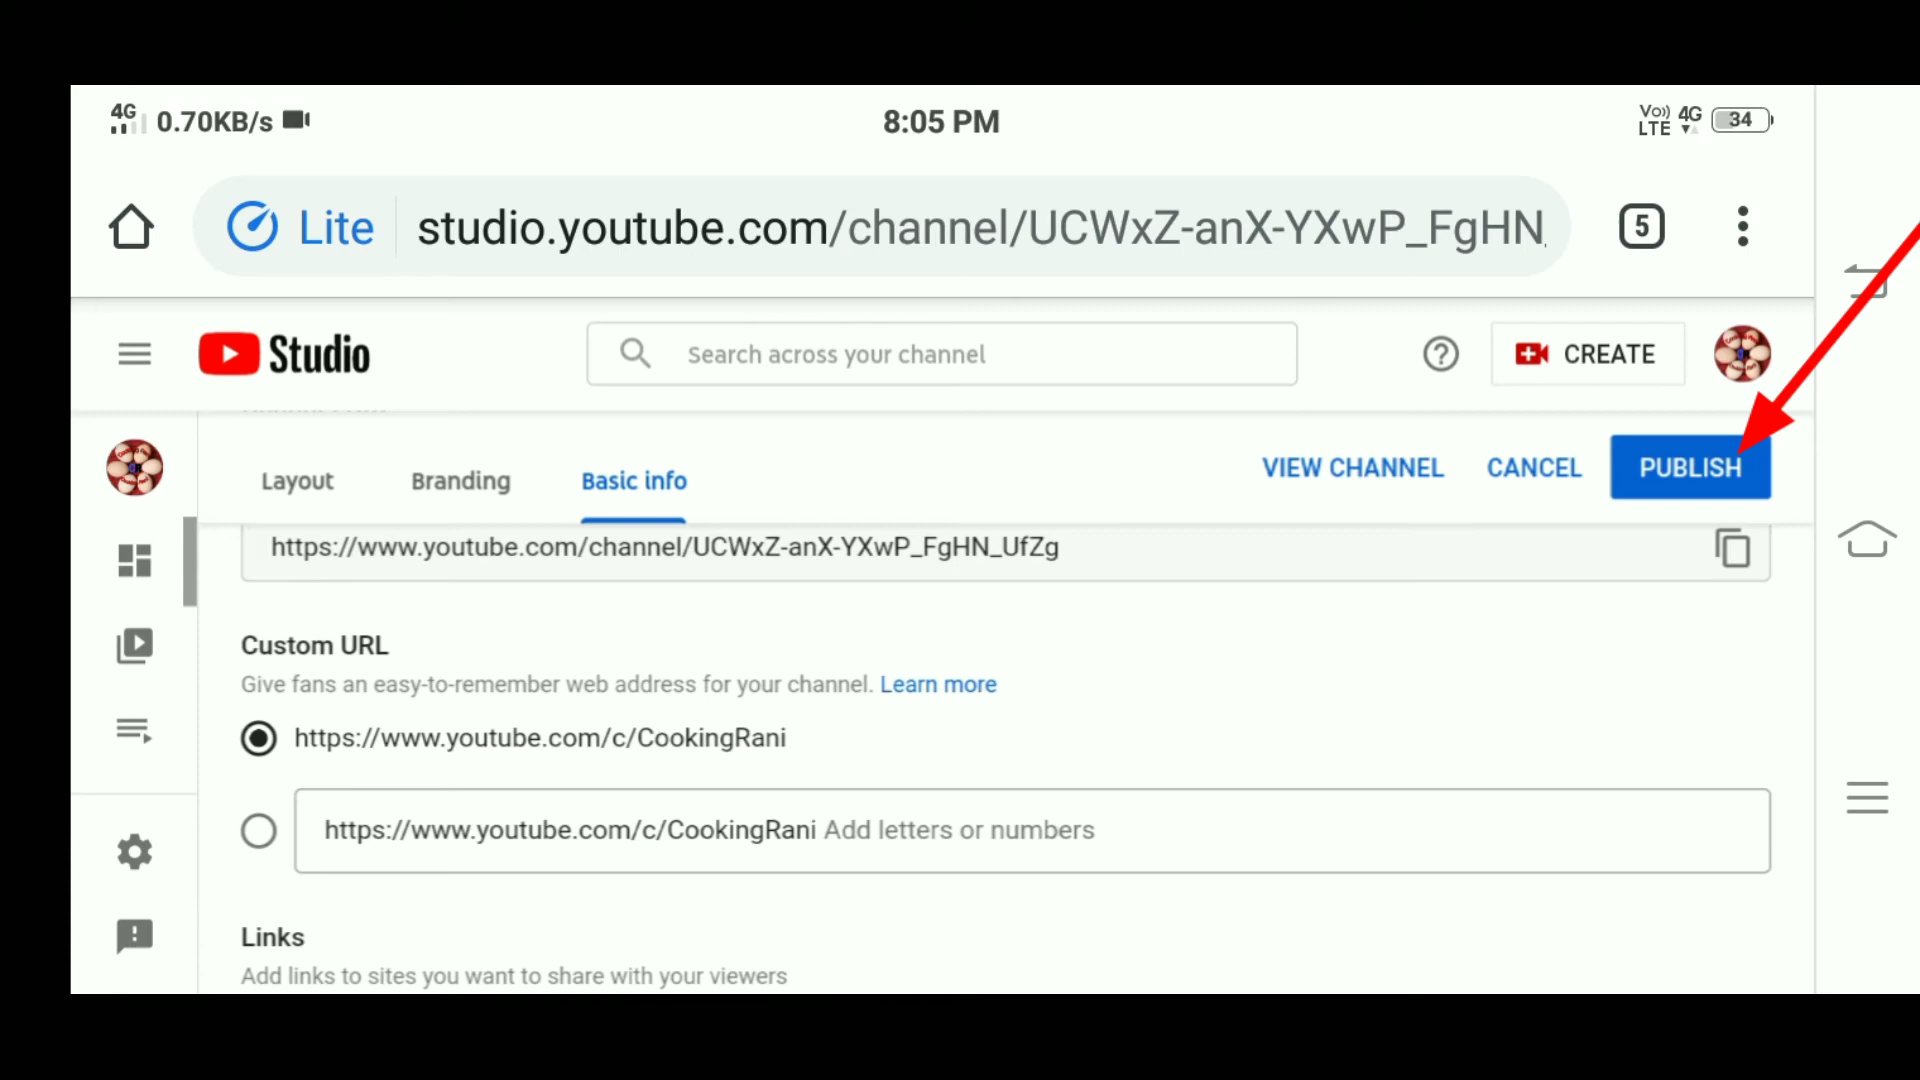 4G 0.70KB/s 8:05 PM Vo)) LTE 4G 34
Lite studio.youtube.com/channel/UCWxZ-anX-YXwP_FgHN 5
Studio Search across your channel ? CREATE
Layout Branding Basic info VIEW CHANNEL CANCEL PUBLISH
https://www.youtube.com/channel/UCWxZ-anX-YXwP_FgHN_UfZg
Custom URL
Give fans an easy-to-remember web address for your channel. Learn more
https://www.youtube.com/c/CookingRani
https://www.youtube.com/c/CookingRani Add letters or numbers
Links
Add links to sites you want to share with your viewers